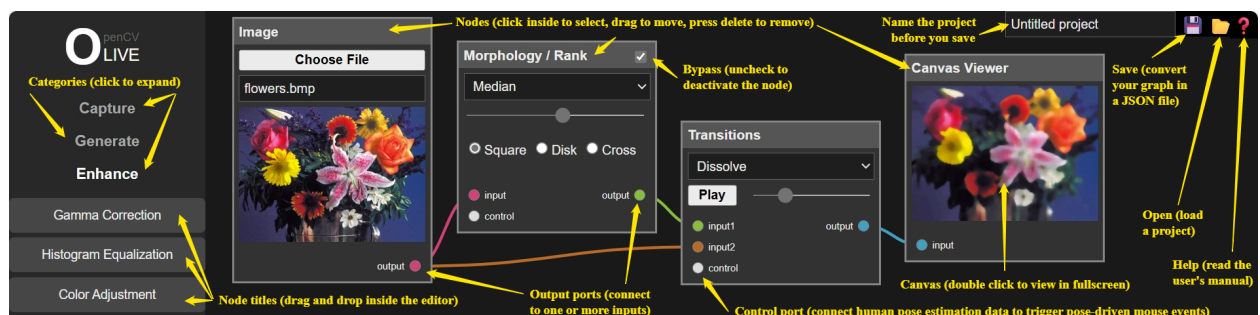 OpenCV
LIVE
Categories (click to expand)
Capture
Generate
Enhance
Gamma Correction
Histogram Equalization
Color Adjustment
Node titles (drag and drop inside the editor)
Nodes (click inside to select, drag to move, press delete to remove)
Image
Choose File
flowers.bmp
output
Output ports (connect
to one or more inputs)
Morphology / Rank
Median
Square
Disk
Cross
input
output
control
Bypass (uncheck to
deactivate the node)
Transitions
Dissolve
Play
input1
output
input2
control
Control port (connect human pose estimation data to trigger pose-driven mouse events)
Canvas Viewer
input
Canvas (double click to view in fullscreen)
Name the project
before you save
Untitled project
?
Save (convert
your graph in
a JSON file)
Open (load
a project)
Help (read the
user's manual)